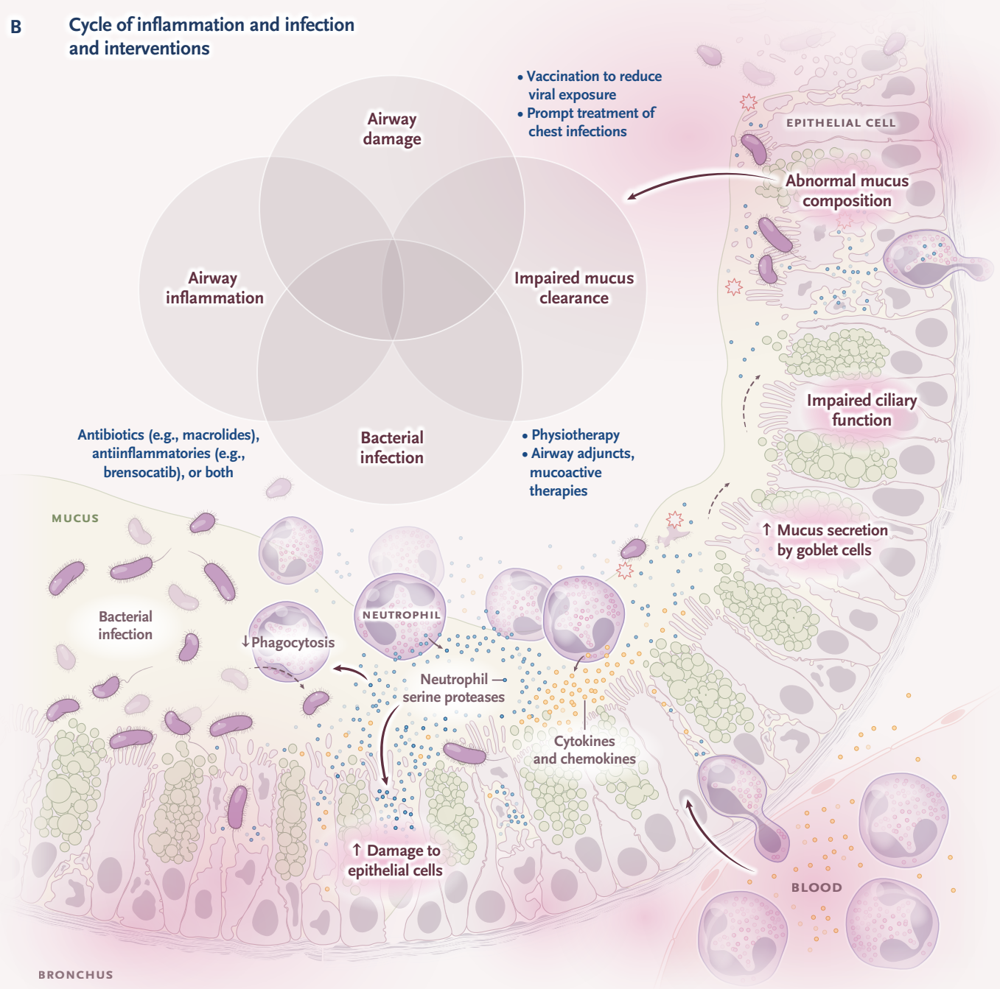 B
Cycle of inflammation and infection
and interventions
• Vaccination to reduce
viral exposure
• Prompt treatment of
chest infections
Airway
damage
EPITHELIAL CELL
Abnormal mucus
composition
Airway
inflammation
Impaired mucus
clearance
Impaired ciliary
function
Antibiotics (e.g., macrolides),
antiinflammatories (e.g.,
brensocatib), or both
Bacterial
infection
• Physiotherapy
• Airway adjuncts,
mucoactive
therapies
MUCUS
↑ Mucus secretion
by goblet cells
Bacterial
infection
NEUTROPHIL
↓Phagocytosis
Neutrophil
serine proteases
Cytokines
and chemokines
↑ Damage to
epithelial cells
BLOOD
BRONCHUS